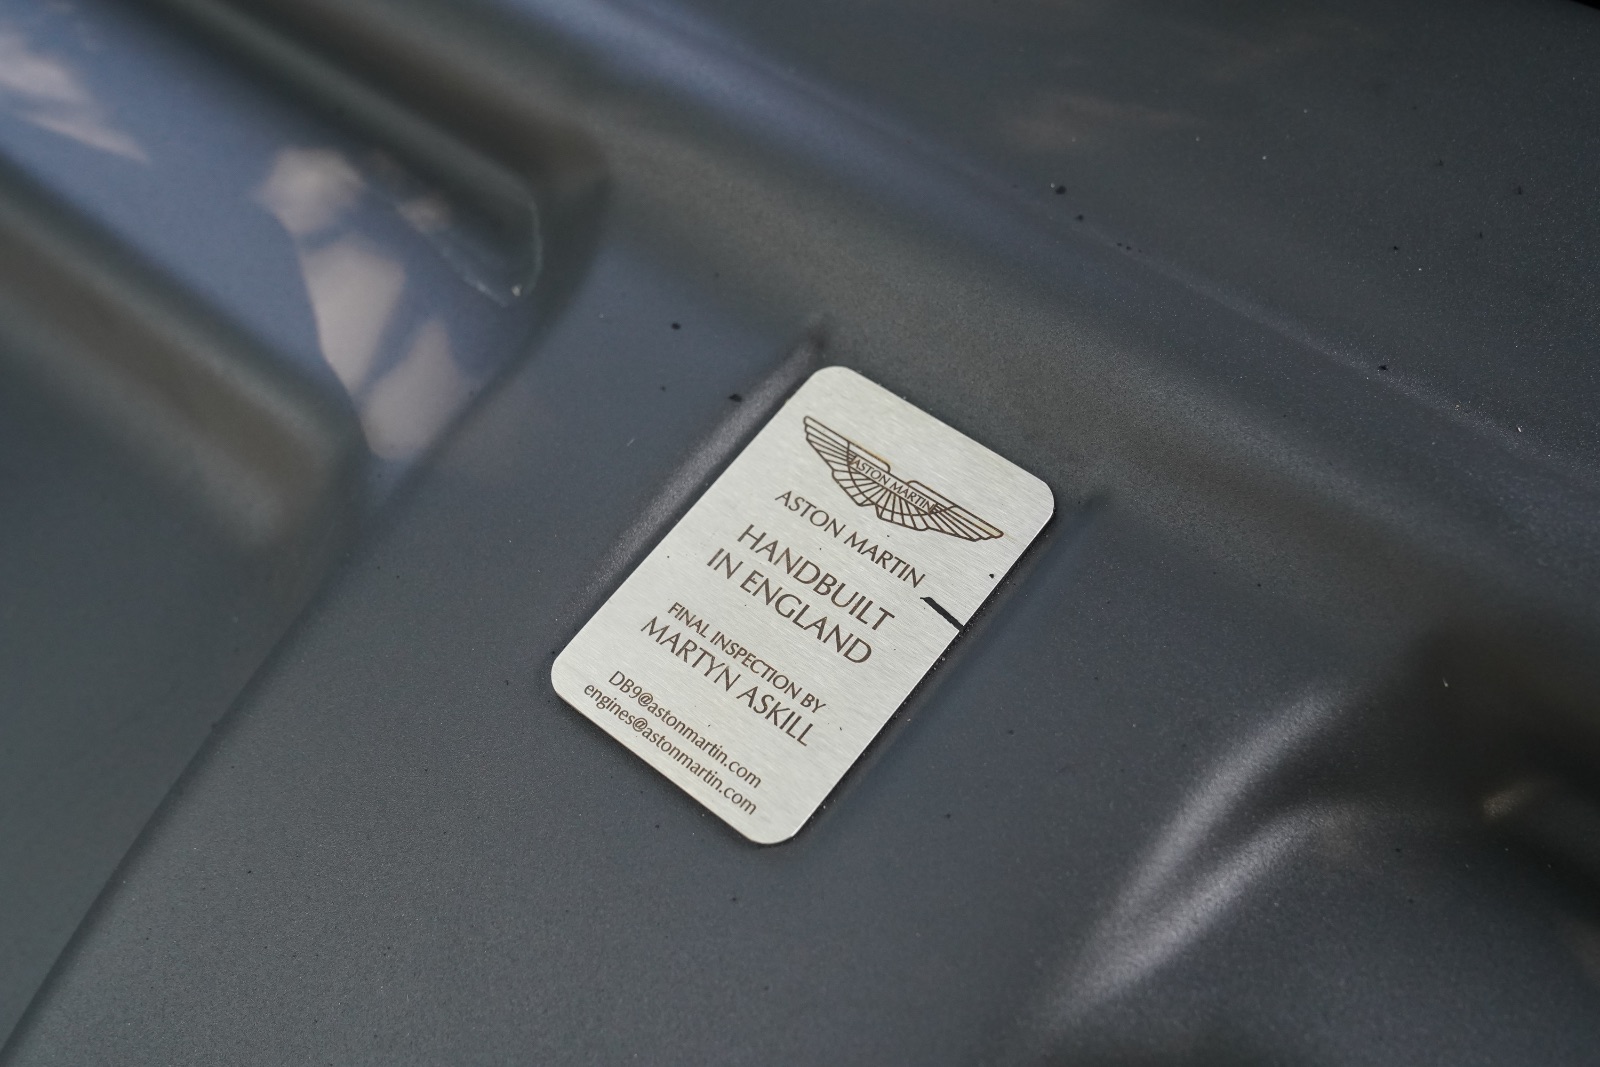 ASTON MARTIN
ASTON MARTIN
HANDBUILT
IN ENGLAND
FINAL INSPECTION BY
MARTYN ASKILL
DB9@astonmartin.com
engines@astonmartin.com